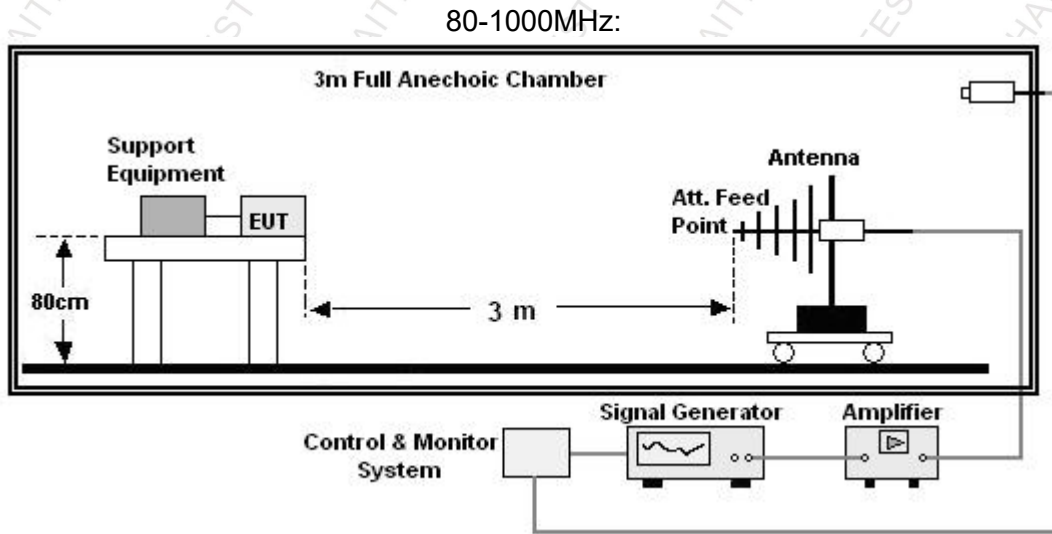 80-1000MHz:
3m Full Anechoic Chamber
Support
Equipment
EUT
Antenna
Att. Feed
Point
80cm
3 m
Signal Generator
Amplifier
Control & Monitor
System